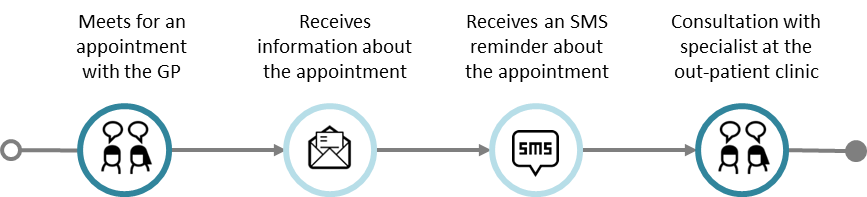 Meets for an
appointment
with the GP
Receives
information about
the appointment
Receives an SMS
reminder about
the appointment
Consultation with
specialist at the
out-patient clinic
sms